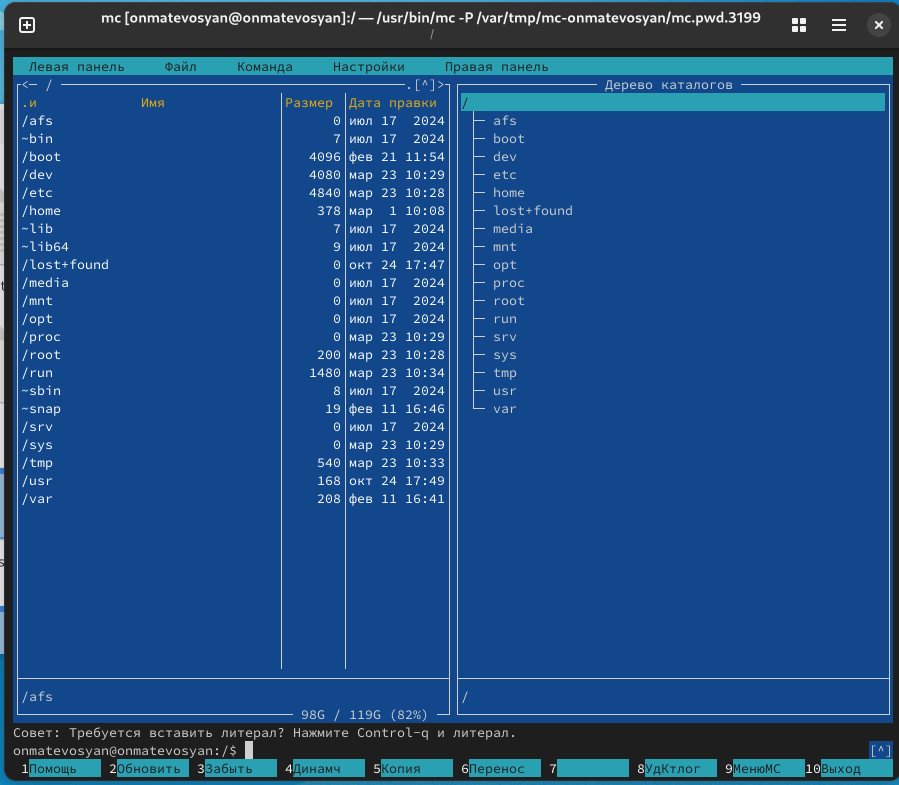 mc [onmatevosyan@onmatevosyan]:/ — /usr/bin/mc -P /var/tmp/mc-onmatevosyan/mc.pwd.3199
/
Левая панель Файл Команда Настройки Правая панель
<— / .[^]> Дерево каталогов
.и Имя Размер Дата правки /
/afs 0 июл 17 2024 afs
~bin 7 июл 17 2024 boot
/boot 4096 фев 21 11:54 dev
/dev 4080 мар 23 10:29 etc
/etc 4840 мар 23 10:28 home
/home 378 мар 1 10:08 lost+found
~lib 7 июл 17 2024 media
~lib64 9 июл 17 2024 mnt
/lost+found 0 окт 24 17:47 opt
/media 0 июл 17 2024 proc
/mnt 0 июл 17 2024 root
/opt 0 июл 17 2024 run
/proc 0 мар 23 10:29 srv
/root 200 мар 23 10:28 sys
/run 1480 мар 23 10:34 tmp
~sbin 8 июл 17 2024 usr
~snap 19 фев 11 16:46 var
/srv 0 июл 17 2024
/sys 0 мар 23 10:29
/tmp 540 мар 23 10:33
/usr 168 окт 24 17:49
/var 208 фев 11 16:41
/afs /
98G / 119G (82%)
Совет: Требуется вставить литерал? Нажмите Control-q и литерал.
onmatevosyan@onmatevosyan:/$ [^]
1Помощь 2Обновить 3Забыть 4Динамч 5Копия 6Перенос 7 8УдКтлог 9МенюМС 10Выход